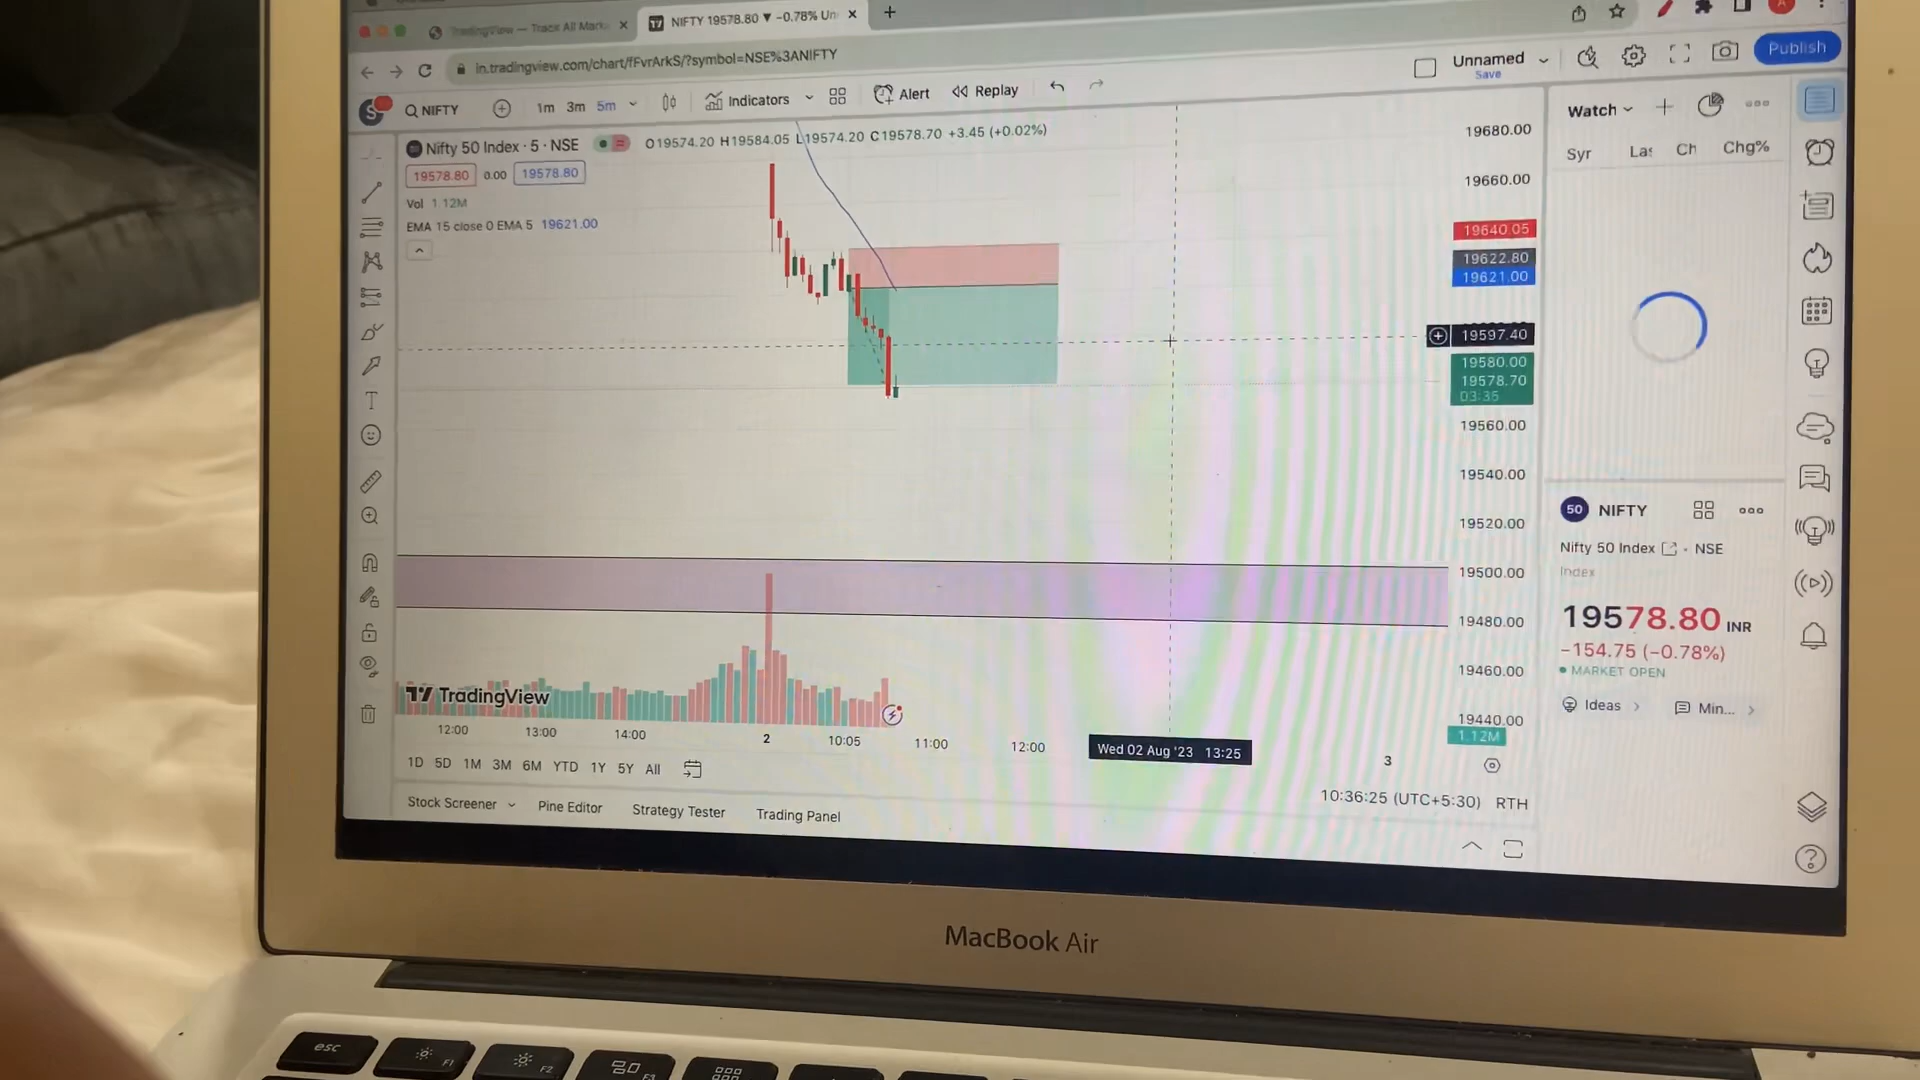 NIFTY 19578.80 ▼ −0.78% Un
in.tradingview.com/chart/fFvrArkS/?symbol=NSE%3ANIFTY
Unnamed
Save
Publish
S
NIFTY
1m 3m 5m
Indicators
Alert
Replay
Watch
Nifty 50 Index · 5 · NSE
O19574.20 H19584.05 L19574.20 C19578.70 +3.45 (+0.02%)
19578.80 0.00 19578.80
Vol 1.12M
EMA 15 close 0 EMA 5 19621.00
Chg%
19680.00
19660.00
19640.05
19622.80
19621.00
19597.40
19580.00
19578.70
03:35
19560.00
19540.00
19520.00
19500.00
19480.00
19460.00
19440.00
1.12M
50 NIFTY
Nifty 50 Index · NSE
Index
19578.80 INR
−154.75 (−0.78%)
MARKET OPEN
Ideas
Min...
TradingView
12:00 13:00 14:00 2 10:05 11:00 12:00 Wed 02 Aug '23 13:25 3
1D 5D 1M 3M 6M YTD 1Y 5Y All
10:36:25 (UTC+5:30) RTH
Stock Screener Pine Editor Strategy Tester Trading Panel
MacBook Air
esc F1 F2 F3